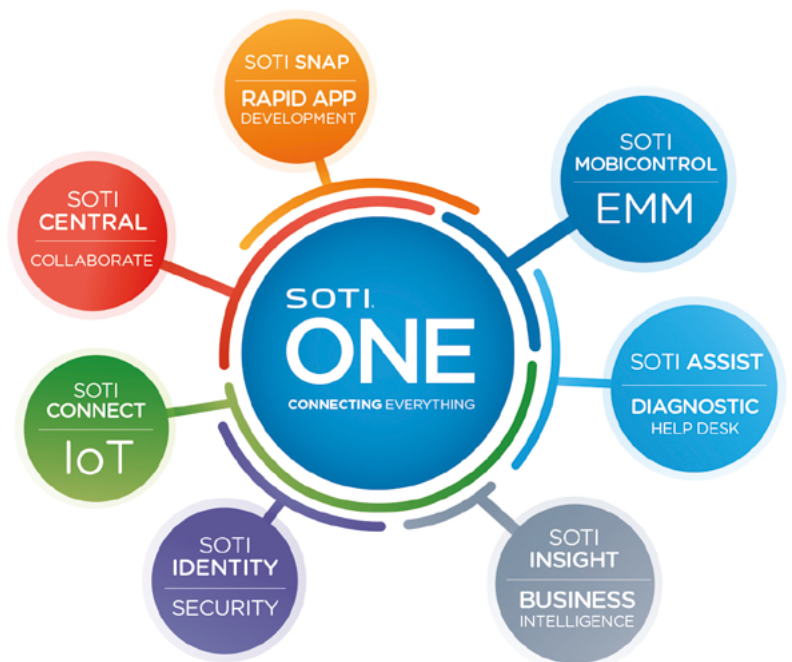 SOTI SNAP
RAPID APP
DEVELOPMENT
SOTI
MOBICONTROL
EMM
SOTI
CENTRAL
COLLABORATE
SOTI.
ONE
CONNECTING EVERYTHING
SOTI ASSIST
DIAGNOSTIC
HELP DESK
SOTI
CONNECT
IoT
SOTI
IDENTITY
SECURITY
SOTI
INSIGHT
BUSINESS
INTELLIGENCE